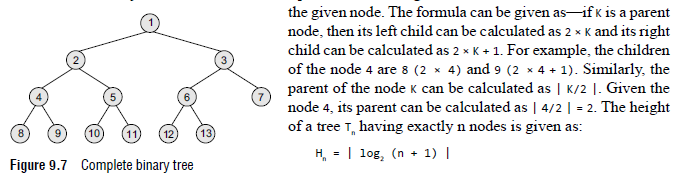 1
2
3
4
5
6
7
8
9
10
11
12
13
Figure 9.7 Complete binary tree
the given node. The formula can be given as—if K is a parent
node, then its left child can be calculated as 2 × K and its right
child can be calculated as 2 × K + 1. For example, the children
of the node 4 are 8 (2 × 4) and 9 (2 × 4 + 1). Similarly, the
parent of the node K can be calculated as | K/2 |. Given the
node 4, its parent can be calculated as | 4/2 | = 2. The height
of a tree Tₙ having exactly n nodes is given as:
Hₙ = | log₂ (n + 1) |